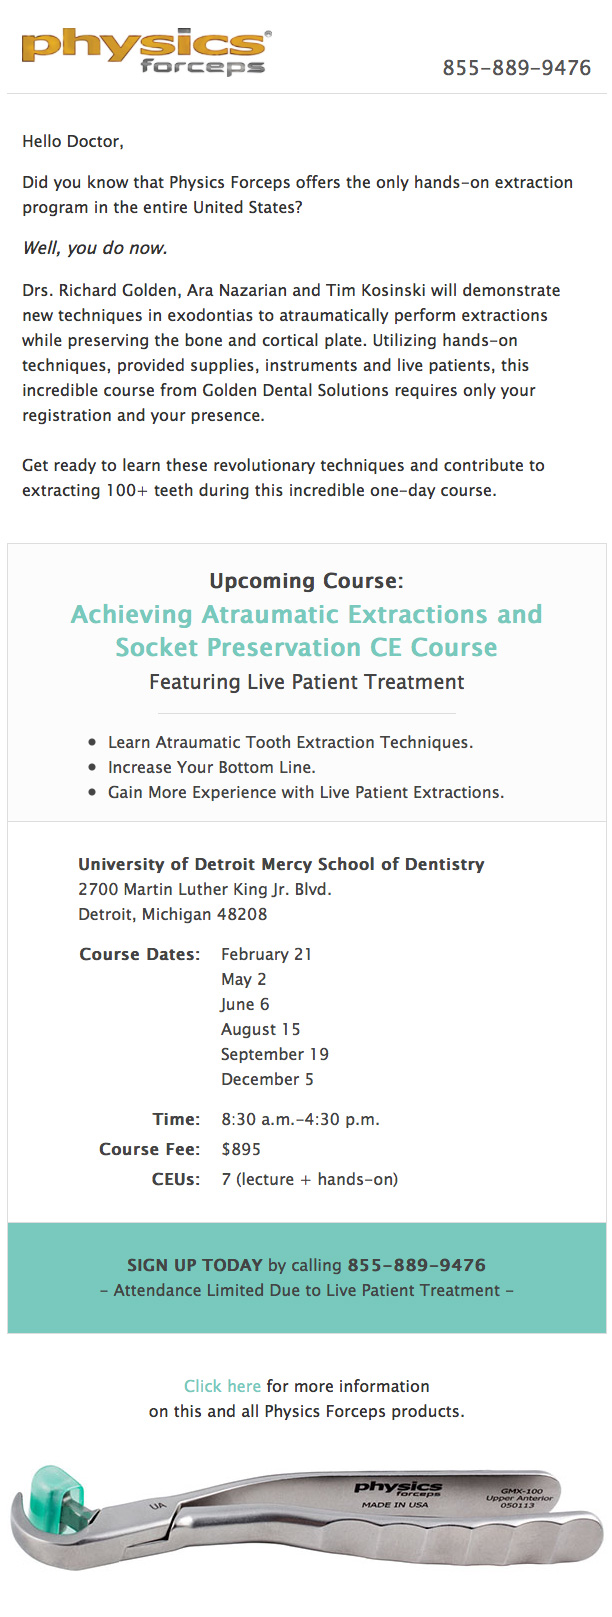 physics®
forceps
855-889-9476
Hello Doctor,
Did you know that Physics Forceps offers the only hands-on extraction
program in the entire United States?
Well, you do now.
Drs. Richard Golden, Ara Nazarian and Tim Kosinski will demonstrate
new techniques in exodontias to atraumatically perform extractions
while preserving the bone and cortical plate. Utilizing hands-on
techniques, provided supplies, instruments and live patients, this
incredible course from Golden Dental Solutions requires only your
registration and your presence.
Get ready to learn these revolutionary techniques and contribute to
extracting 100+ teeth during this incredible one-day course.
Upcoming Course:
Achieving Atraumatic Extractions and
Socket Preservation CE Course
Featuring Live Patient Treatment
• Learn Atraumatic Tooth Extraction Techniques.
• Increase Your Bottom Line.
• Gain More Experience with Live Patient Extractions.
University of Detroit Mercy School of Dentistry
2700 Martin Luther King Jr. Blvd.
Detroit, Michigan 48208
Course Dates: February 21
May 2
June 6
August 15
September 19
December 5
Time: 8:30 a.m.-4:30 p.m.
Course Fee: $895
CEUs: 7 (lecture + hands-on)
SIGN UP TODAY by calling 855-889-9476
- Attendance Limited Due to Live Patient Treatment -
Click here for more information
on this and all Physics Forceps products.
UA
physics
forceps
MADE IN USA
GMX-100
Upper Anterior
050113